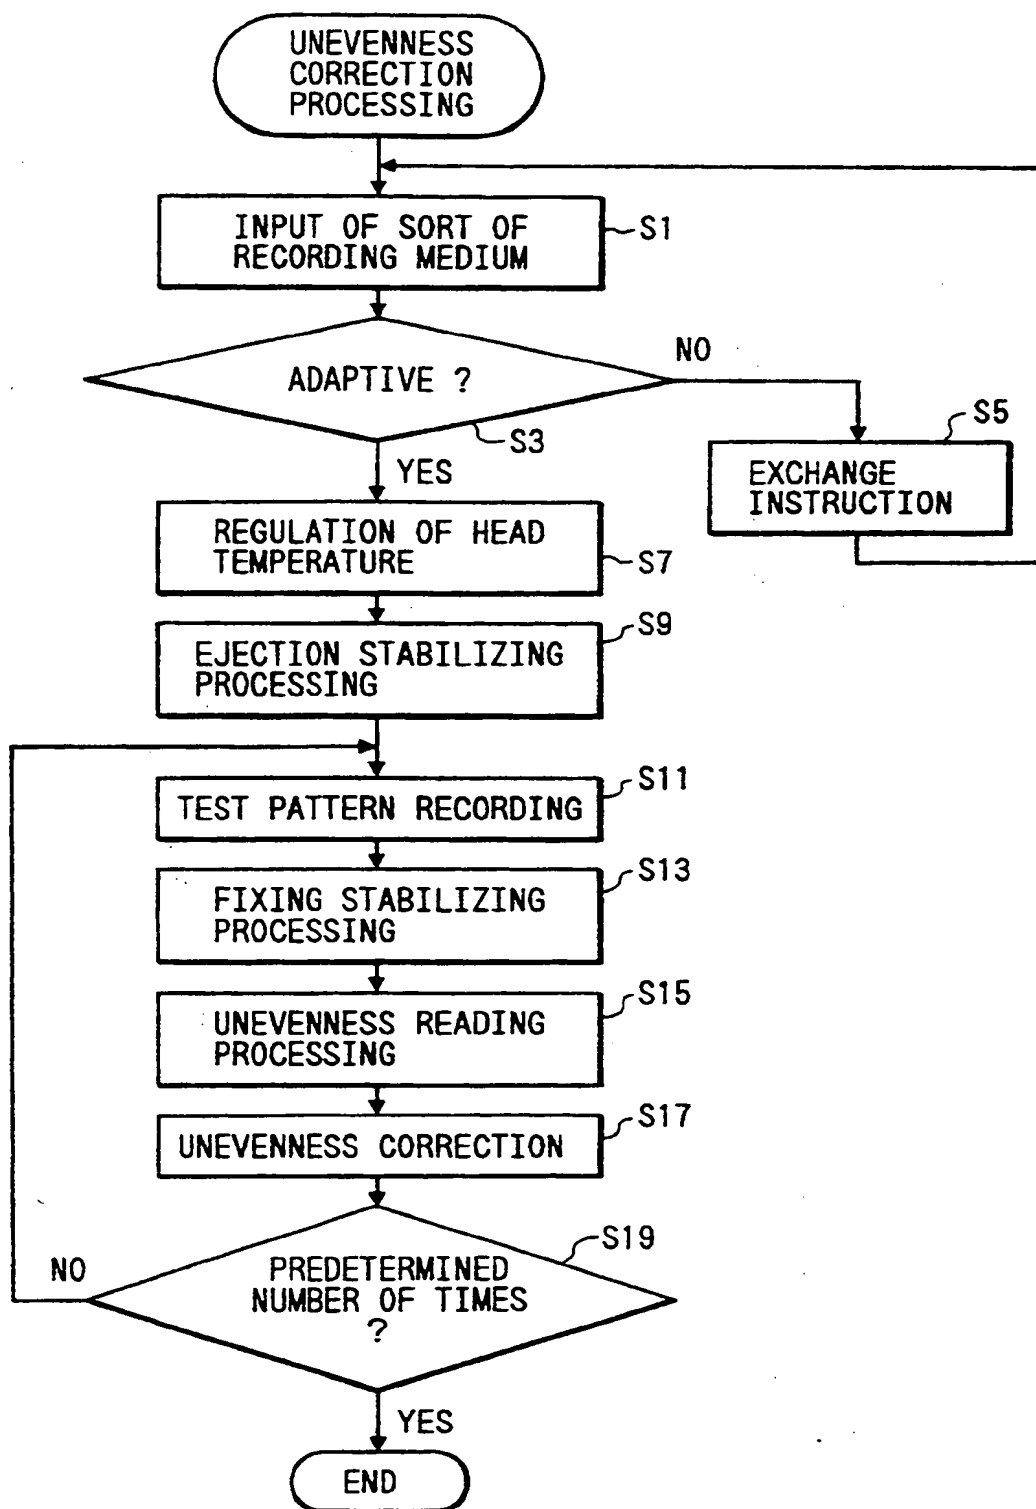 UNEVENNESS
CORRECTION
PROCESSING
INPUT OF SORT OF
RECORDING MEDIUM
S1
ADAPTIVE ?
NO
S3
YES
S5
EXCHANGE
INSTRUCTION
REGULATION OF HEAD
TEMPERATURE
S7
S9
EJECTION STABILIZING
PROCESSING
S11
TEST PATTERN RECORDING
S13
FIXING STABILIZING
PROCESSING
S15
UNEVENNESS READING
PROCESSING
S17
UNEVENNESS CORRECTION
S19
NO
PREDETERMINED
NUMBER OF TIMES
?
YES
END